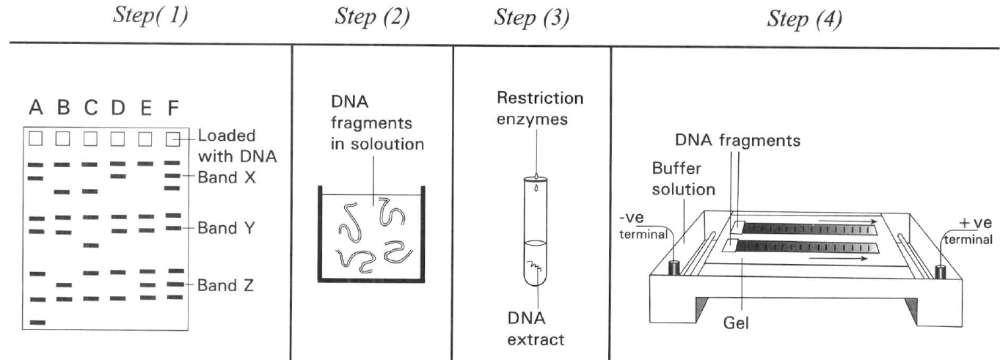 Step( 1)
Step (2)
Step (3)
Step (4)
A B C D E F
Loaded
with DNA
Band X
Band Y
Band Z
DNA
fragments
in soloution
Restriction
enzymes
DNA
extract
DNA fragments
Buffer
solution
-ve
terminal
+ve
terminal
Gel